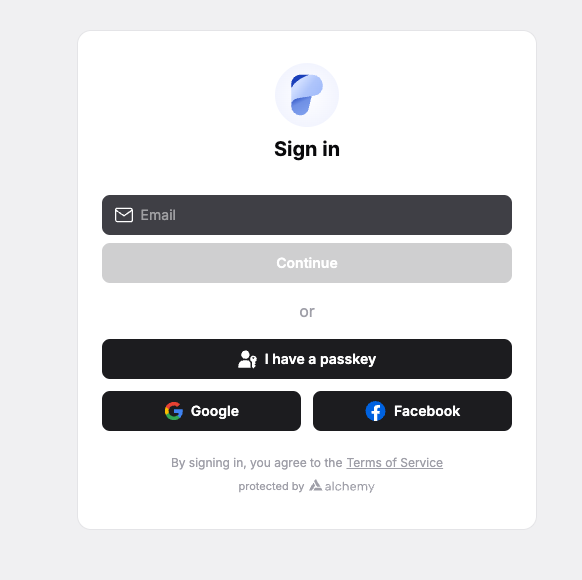 Sign in
Email
Continue
or
I have a passkey
Google
Facebook
By signing in, you agree to the Terms of Service
protected by alchemy